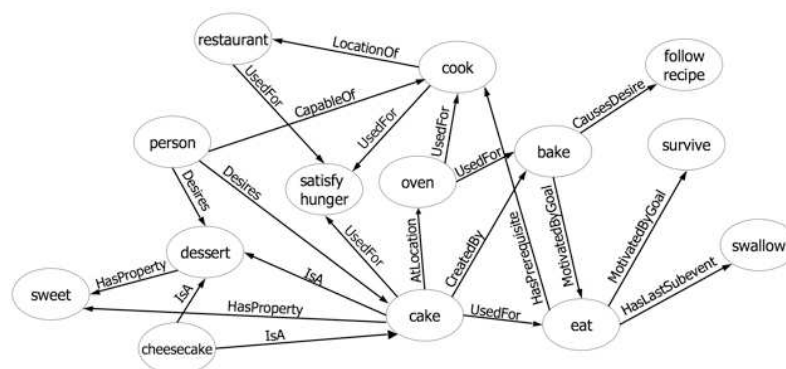 restaurant
LocationOf
cook
follow
recipe
UsedFor
CapableOf
UsedFor
UsedFor
CausesDesire
person
satisfy
hunger
oven
UsedFor
bake
survive
Desires
Desires
dessert
UsedFor
AtLocation
CreatedBy
HasPrerequisite
MotivatedByGoal
MotivatedByGoal
swallow
HasProperty
IsA
sweet
IsA
HasProperty
cake
UsedFor
eat
HasLastSubevent
cheesecake
IsA